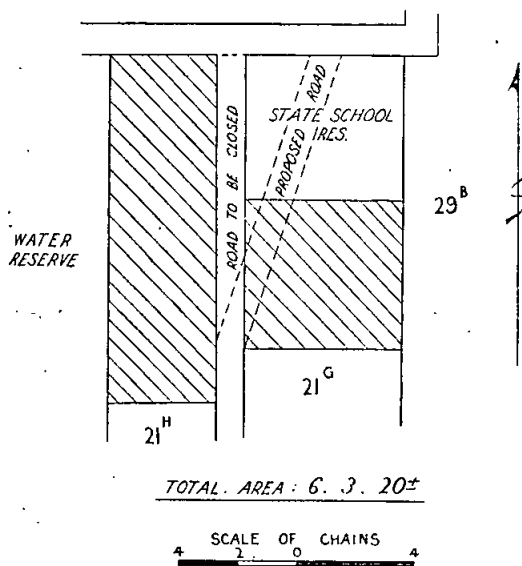 ROAD
STATE SCHOOL
RES.
PROPOSED
ROAD TO BE CLOSED
29B
WATER
RESERVE
21G
21H
TOTAL. AREA: 6. 3. 20±
SCALE OF CHAINS
4 2 0 4